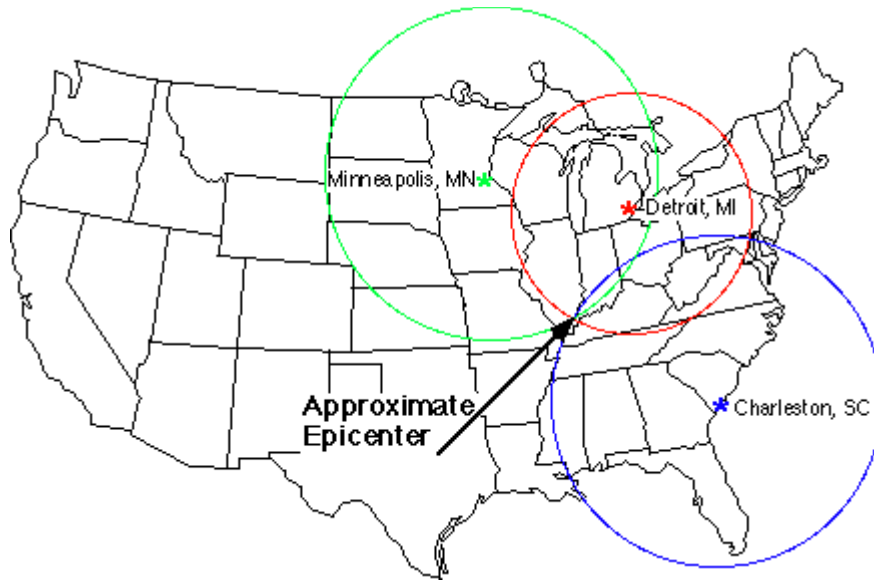 Minneapolis, MN
Detroit, MI
Approximate
Epicenter
Charleston, SC